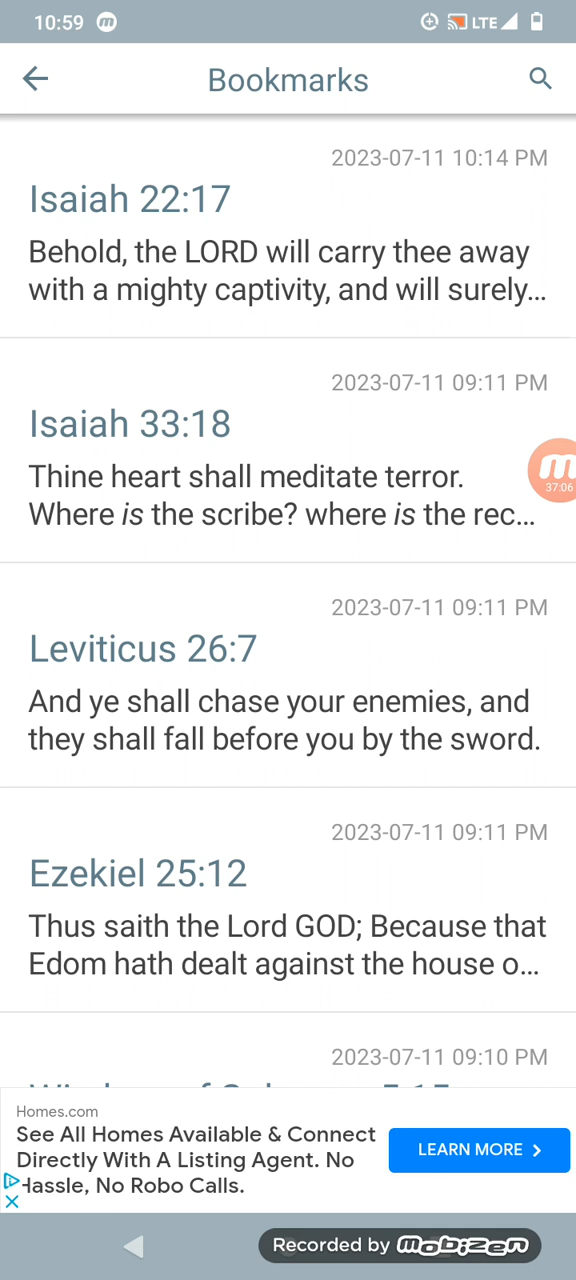 10:59
LTE
Bookmarks
2023-07-11 10:14 PM
Isaiah 22:17
Behold, the LORD will carry thee away
with a mighty captivity, and will surely...
2023-07-11 09:11 PM
Isaiah 33:18
Thine heart shall meditate terror.
Where is the scribe? where is the rec...
37:06
2023-07-11 09:11 PM
Leviticus 26:7
And ye shall chase your enemies, and
they shall fall before you by the sword.
2023-07-11 09:11 PM
Ezekiel 25:12
Thus saith the Lord GOD; Because that
Edom hath dealt against the house o...
2023-07-11 09:10 PM
Homes.com
See All Homes Available & Connect
Directly With A Listing Agent. No
Hassle, No Robo Calls.
LEARN MORE
Recorded by mobizen